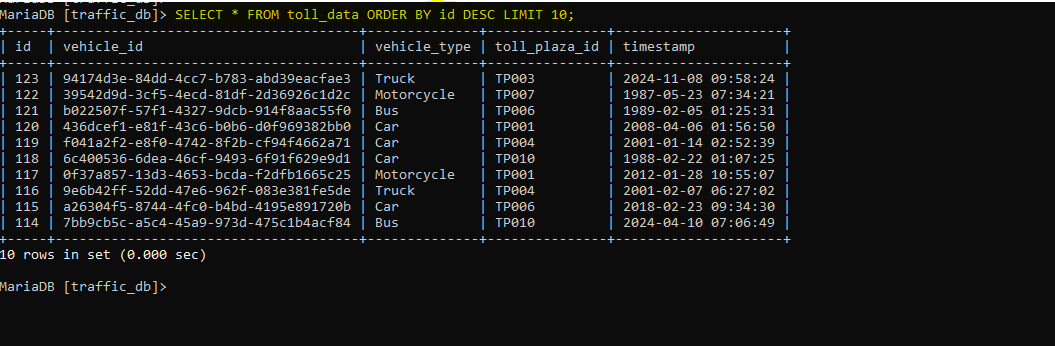 MariaDB [traffic_db]>
MariaDB [traffic_db]> SELECT * FROM toll_data ORDER BY id DESC LIMIT 10;
+-----+--------------------------------------+--------------+---------------+---------------------+
| id | vehicle_id | vehicle_type | toll_plaza_id | timestamp |
+-----+--------------------------------------+--------------+---------------+---------------------+
| 123 | 94174d3e-84dd-4cc7-b783-abd39eacfae3 | Truck | TP003 | 2024-11-08 09:58:24 |
| 122 | 39542d9d-3cf5-4ecd-81df-2d36926c1d2c | Motorcycle | TP007 | 1987-05-23 07:34:21 |
| 121 | b022507f-57f1-4327-9dcb-914f8aac55f0 | Bus | TP006 | 1989-02-05 01:25:31 |
| 120 | 436dcef1-e81f-43c6-b0b6-d0f969382bb0 | Car | TP001 | 2008-04-06 01:56:50 |
| 119 | f041a2f2-e8f0-4742-8f2b-cf94f4662a71 | Car | TP004 | 2001-01-14 02:52:39 |
| 118 | 6c400536-6dea-46cf-9493-6f91f629e9d1 | Car | TP010 | 1988-02-22 01:07:25 |
| 117 | 0f37a857-13d3-4653-bcda-f2dfb1665c25 | Motorcycle | TP001 | 2012-01-28 10:55:07 |
| 116 | 9e6b42ff-52dd-47e6-962f-083e381fe5de | Truck | TP004 | 2001-02-07 06:27:02 |
| 115 | a26304f5-8744-4fc0-b4bd-4195e891720b | Car | TP006 | 2018-02-23 09:34:30 |
| 114 | 7bb9cb5c-a5c4-45a9-973d-475c1b4acf84 | Bus | TP010 | 2024-04-10 07:06:49 |
+-----+--------------------------------------+--------------+---------------+---------------------+
10 rows in set (0.000 sec)
MariaDB [traffic_db]>